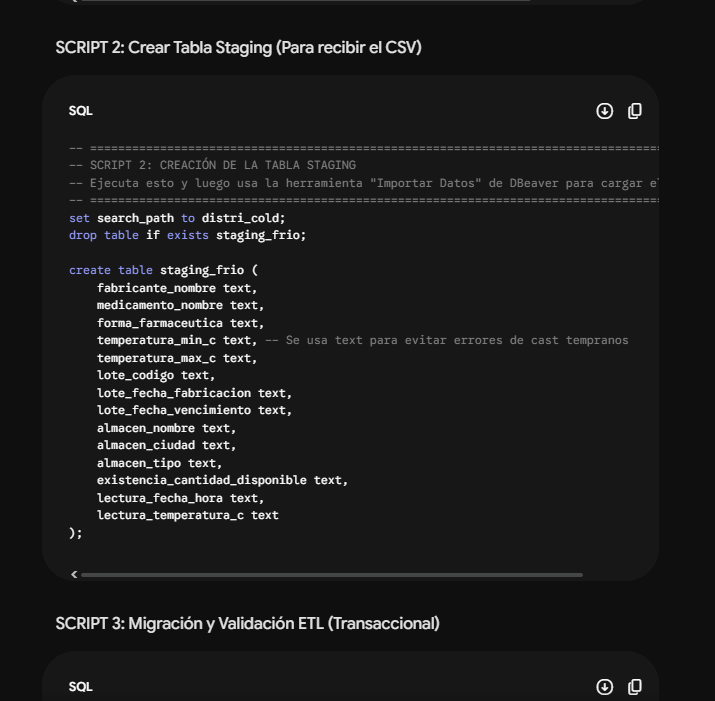 SCRIPT 2: Crear Tabla Staging (Para recibir el CSV)
SQL
-- =================================================================================
-- SCRIPT 2: CREACIÓN DE LA TABLA STAGING
-- Ejecuta esto y luego usa la herramienta "Importar Datos" de DBeaver para cargar el
-- =================================================================================
set search_path to distri_cold;
drop table if exists staging_frio;
create table staging_frio (
fabricante_nombre text,
medicamento_nombre text,
forma_farmaceutica text,
temperatura_min_c text, -- Se usa text para evitar errores de cast tempranos
temperatura_max_c text,
lote_codigo text,
lote_fecha_fabricacion text,
lote_fecha_vencimiento text,
almacen_nombre text,
almacen_ciudad text,
almacen_tipo text,
existencia_cantidad_disponible text,
lectura_fecha_hora text,
lectura_temperatura_c text
);
SCRIPT 3: Migración y Validación ETL (Transaccional)
SQL